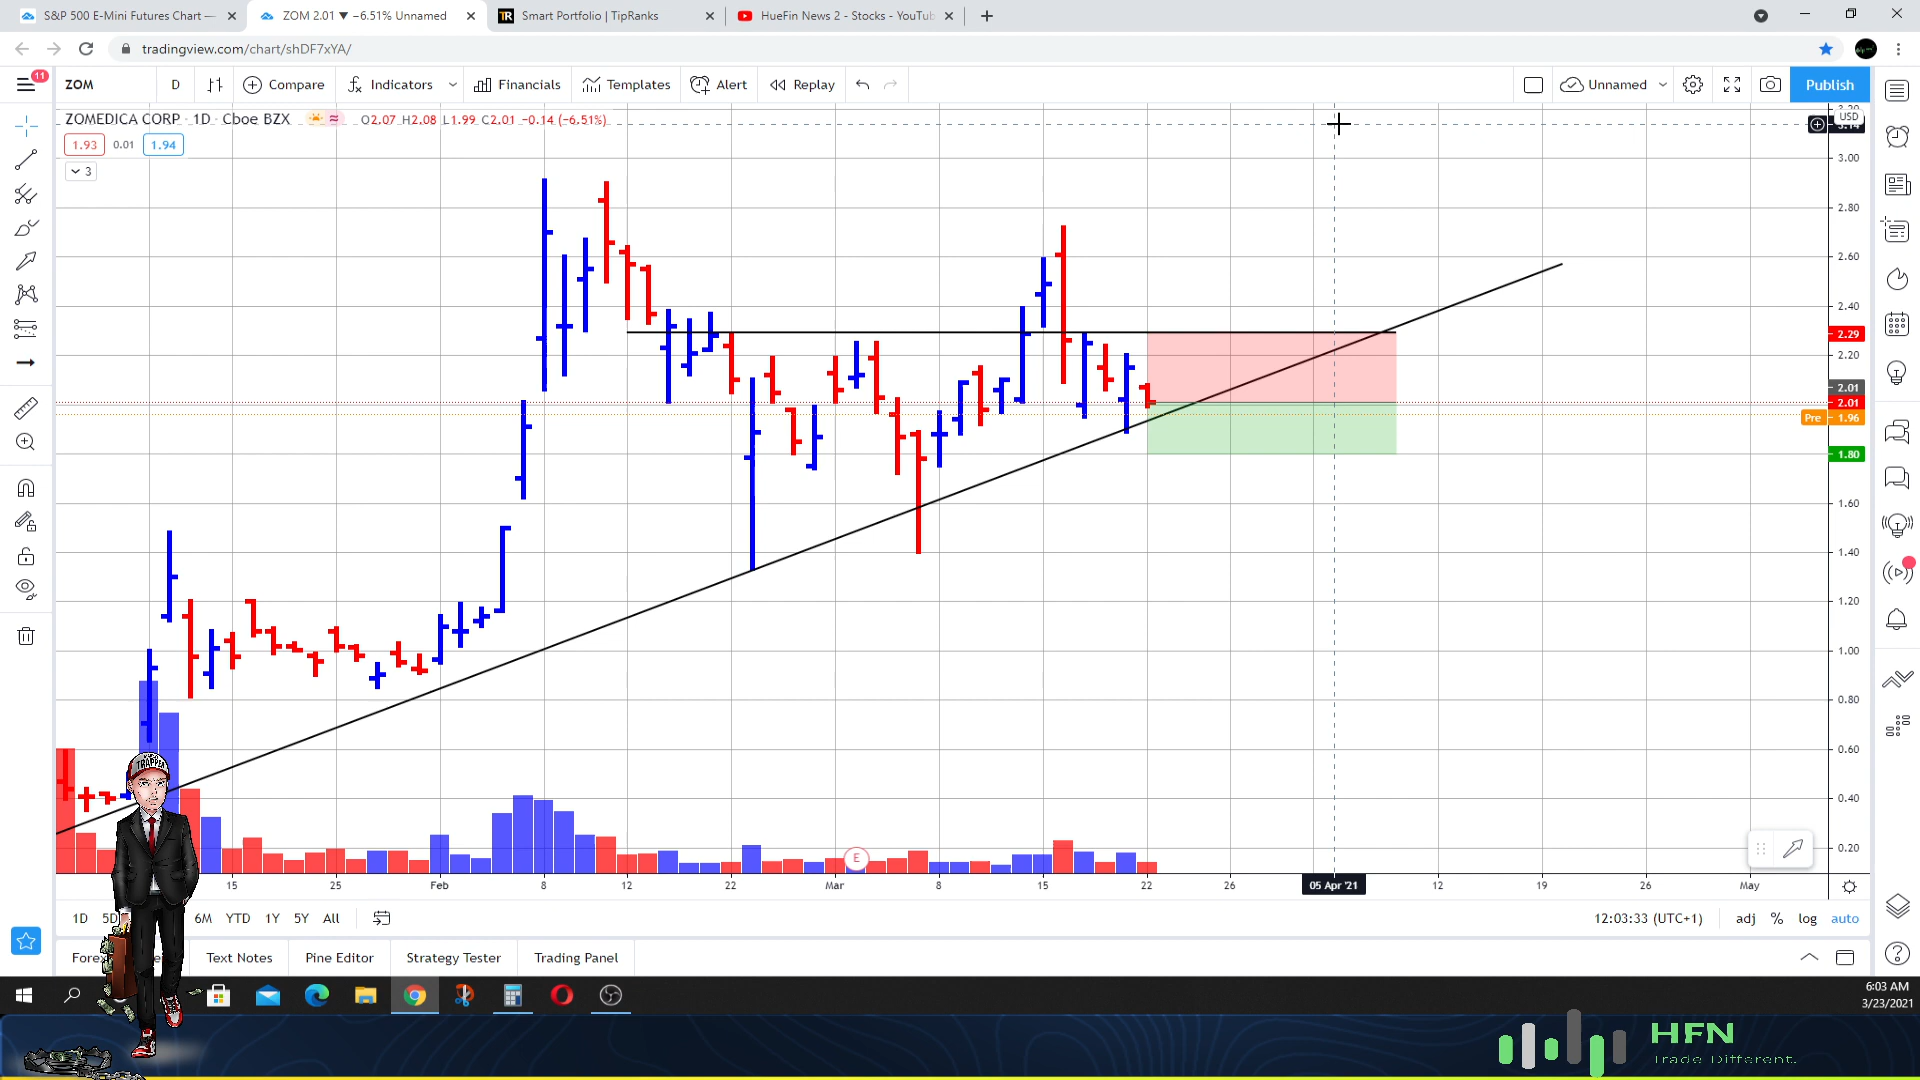 S&P 500 E-Mini Futures Chart —
ZOM 2.01 ▼ −6.51% Unnamed
Smart Portfolio | TipRanks
HueFin News 2 - Stocks - YouTub
tradingview.com/chart/shDF7xYA/
11
ZOM
D
Compare
Indicators
Financials
Templates
Alert
Replay
Unnamed
Publish
ZOMEDICA CORP · 1D · Cboe BZX
O2.07 H2.08 L1.99 C2.01 −0.14 (−6.51%)
1.93
0.01
1.94
3
3.20
USD
3.14
3.00
2.80
2.60
2.40
2.29
2.20
2.01
2.01
Pre
1.96
1.80
1.60
1.40
1.20
1.00
0.80
0.60
0.40
0.20
TRAPPER
E
15
25
Feb
8
12
22
Mar
8
15
22
26
05 Apr '21
12
19
26
May
1D
5D
6M
YTD
1Y
5Y
All
12:03:33 (UTC+1)
adj
%
log
auto
Text Notes
Pine Editor
Strategy Tester
Trading Panel
6:03 AM
3/23/2021
HFN
Trade Different.